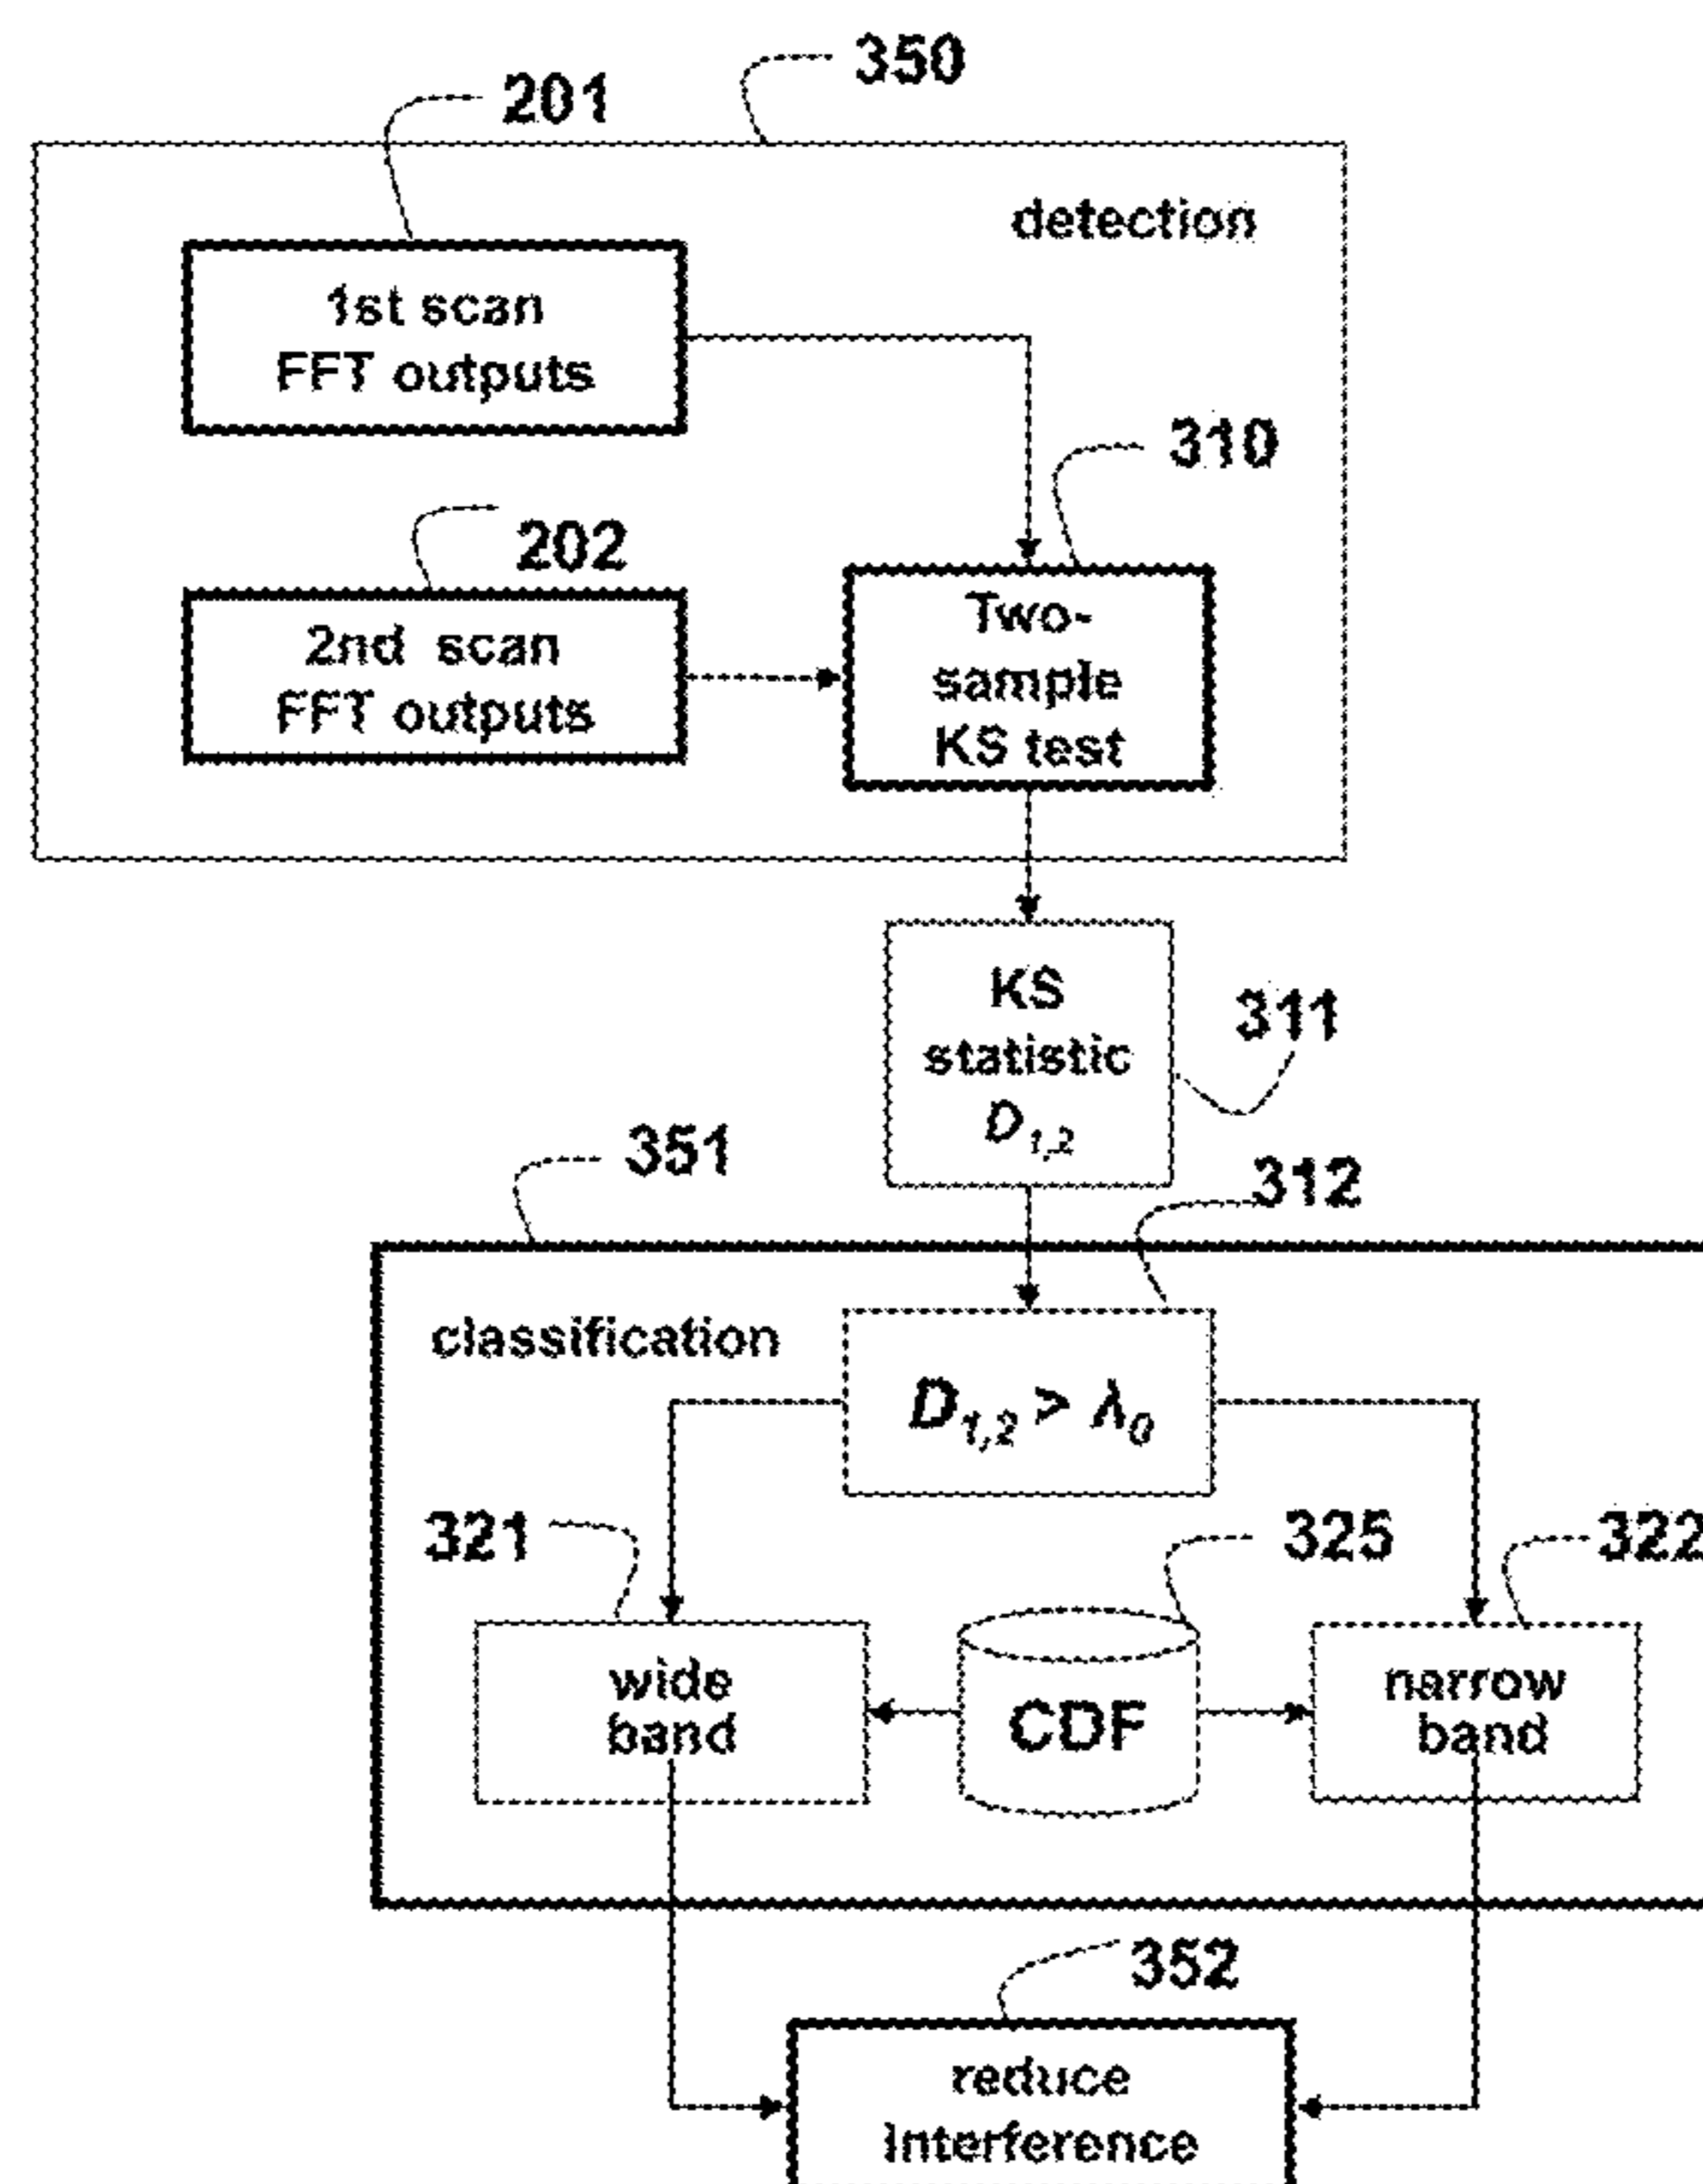 350
201
detection
1st scan
FFT outputs
310
202
Two-
sample
KS test
2nd scan
FFT outputs
KS
statistic
D1,2
311
351
312
classification
D1,2 > λ0
321
325
322
wide
band
CDF
narrow
band
352
reduce
Interference